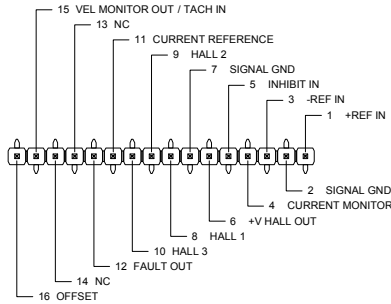 15 VEL MONITOR OUT / TACH IN
13 NC
11 CURRENT REFERENCE
9 HALL 2
7 SIGNAL GND
5 INHIBIT IN
3 -REF IN
1 +REF IN
2 SIGNAL GND
4 CURRENT MONITOR
6 +V HALL OUT
8 HALL 1
10 HALL 3
12 FAULT OUT
14 NC
16 OFFSET